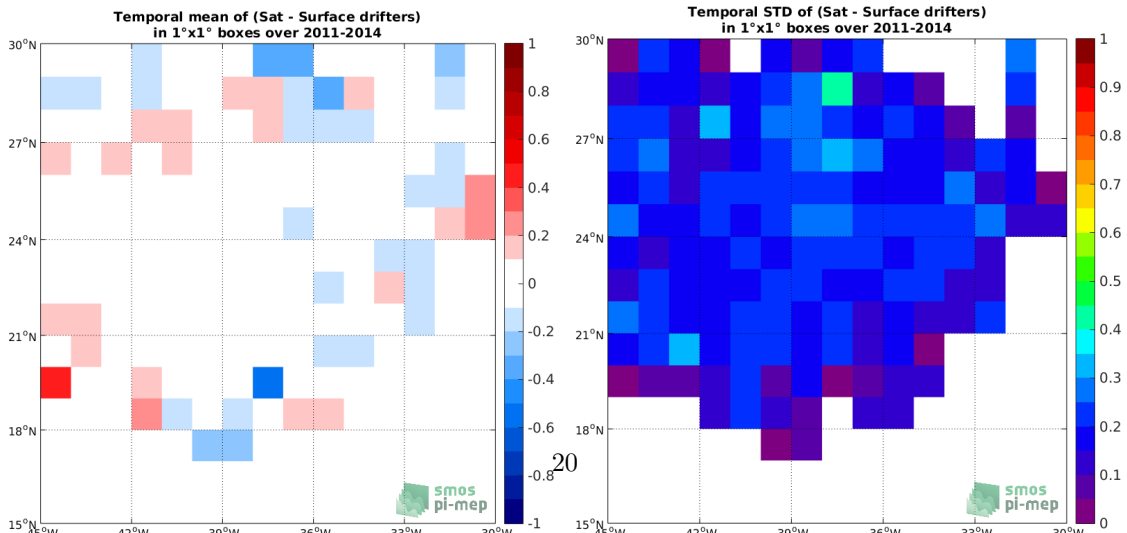 Temporal mean of (Sat - Surface drifters)
in 1°x1° boxes over 2011-2014
30°N
27°N
24°N
21°N
18°N
15°N
45°W
42°W
39°W
36°W
33°W
30°W
1
0.8
0.6
0.4
0.2
0
-0.2
-0.4
-0.6
-0.8
-1
smos
pi-mep
20
Temporal STD of (Sat - Surface drifters)
in 1°x1° boxes over 2011-2014
30°N
27°N
24°N
21°N
18°N
15°N
45°W
42°W
39°W
36°W
33°W
30°W
1
0.9
0.8
0.7
0.6
0.5
0.4
0.3
0.2
0.1
0
smos
pi-mep